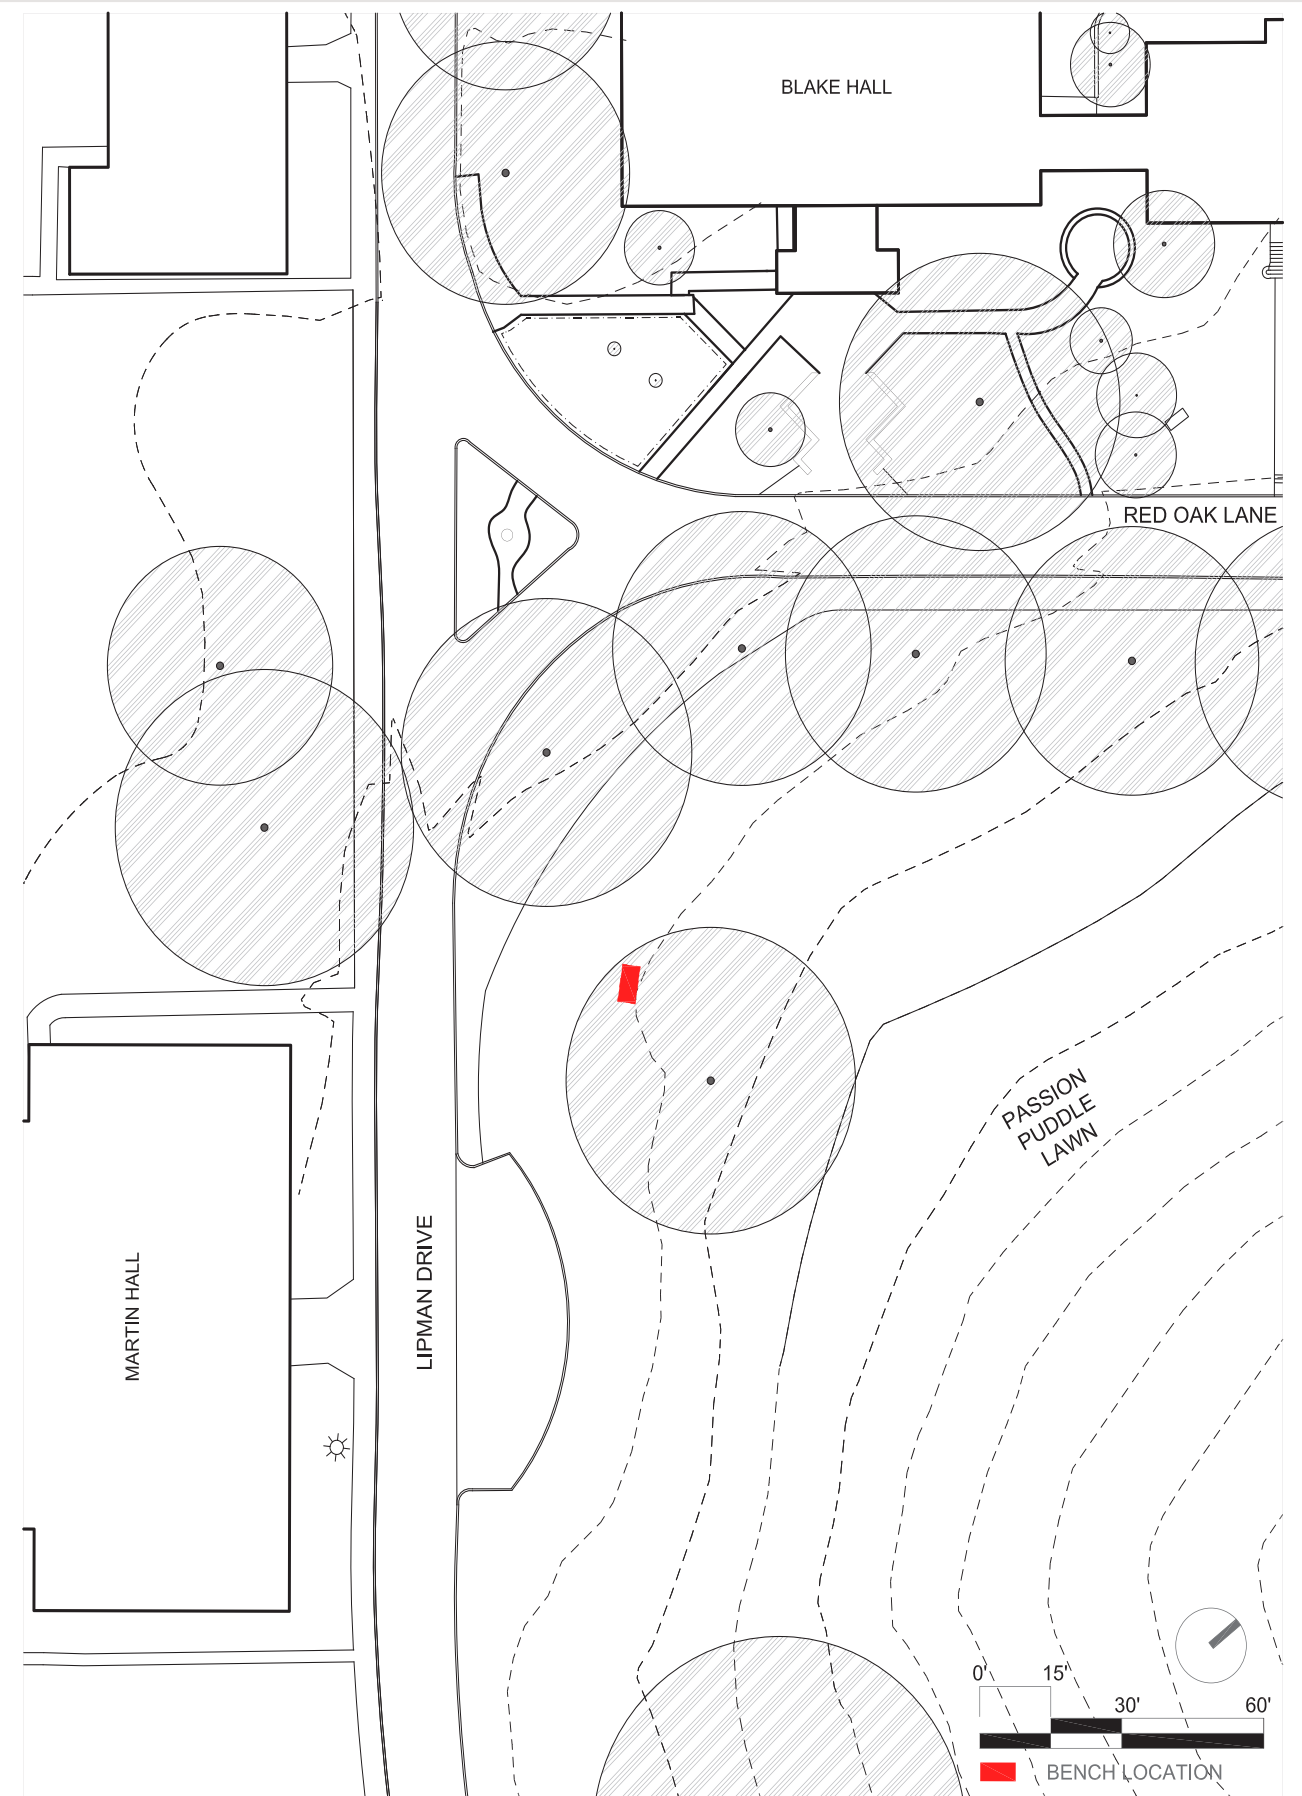 BLAKE HALL
RED OAK LANE
PASSION
PUDDLE
LAWN
MARTIN HALL
LIPMAN DRIVE
0' 15'
30' 60'
BENCH LOCATION